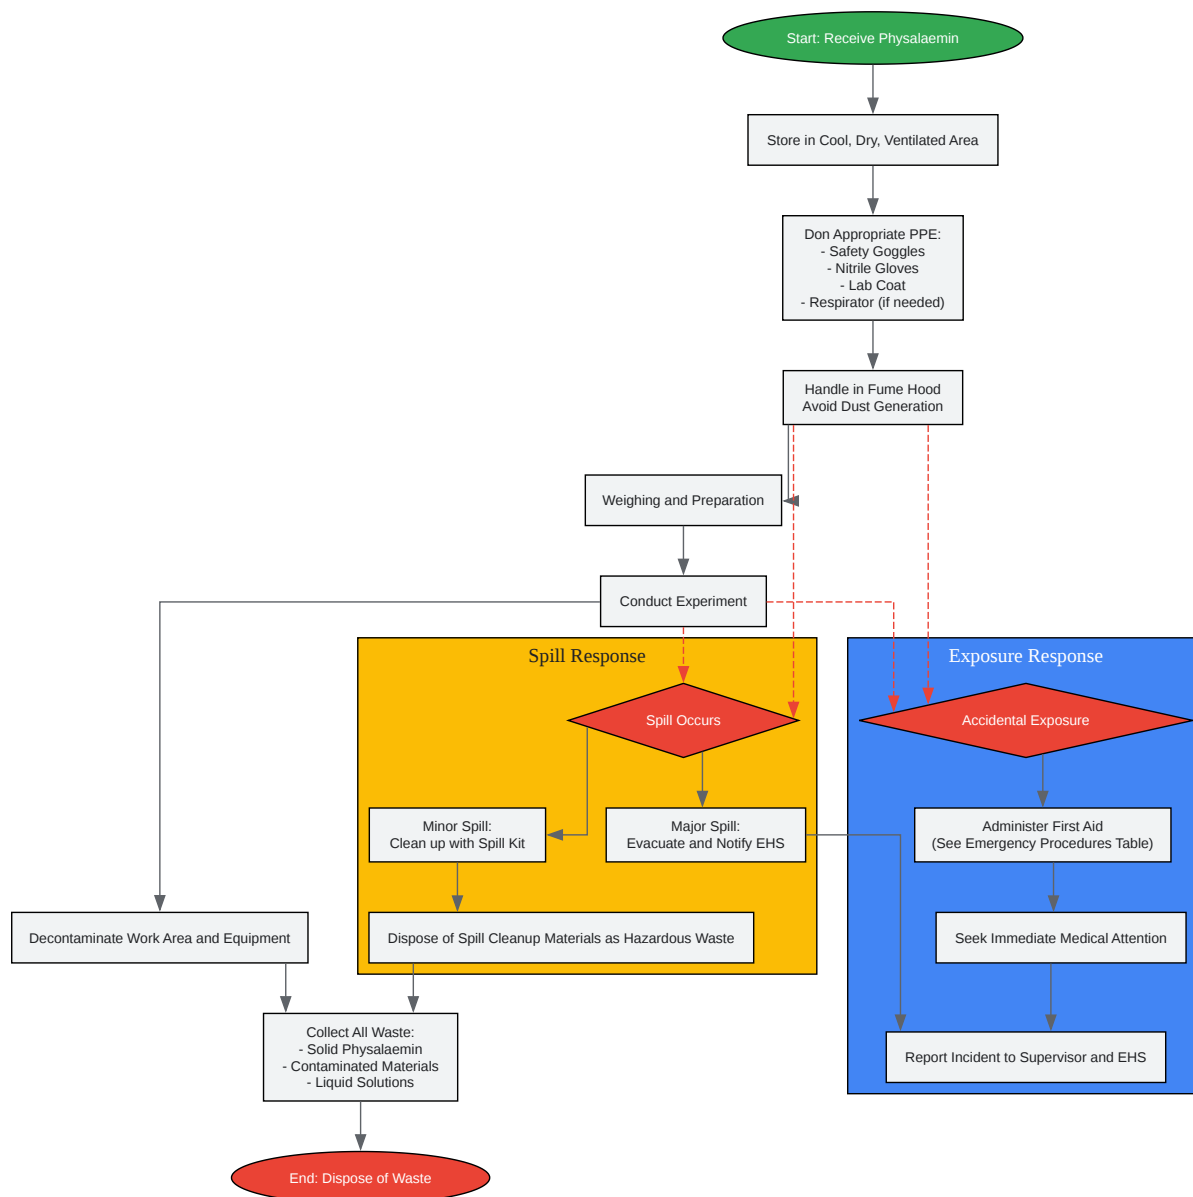 Start: Receive Physalaemin
Store in Cool, Dry, Ventilated Area
Don Appropriate PPE:
- Safety Goggles
- Nitrile Gloves
- Lab Coat
- Respirator (if needed)
Handle in Fume Hood
Avoid Dust Generation
Weighing and Preparation
Conduct Experiment
Spill Response
Exposure Response
Spill Occurs
Accidental Exposure
Minor Spill:
Clean up with Spill Kit
Major Spill:
Evacuate and Notify EHS
Administer First Aid
(See Emergency Procedures Table)
Decontaminate Work Area and Equipment
Dispose of Spill Cleanup Materials as Hazardous Waste
Seek Immediate Medical Attention
Collect All Waste:
- Solid Physalaemin
- Contaminated Materials
- Liquid Solutions
Report Incident to Supervisor and EHS
End: Dispose of Waste